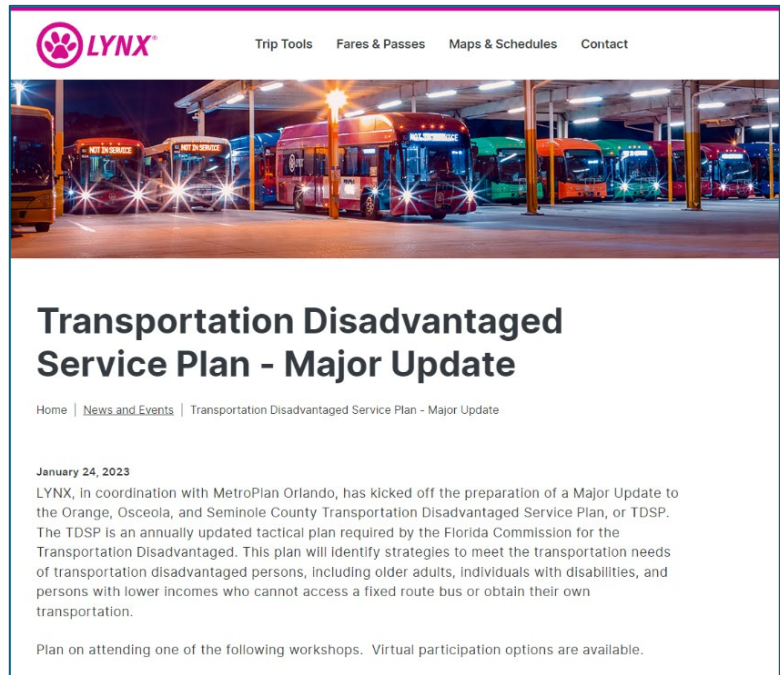 LYNX®
Trip Tools Fares & Passes Maps & Schedules Contact
NOT IN SERVICE NOT IN SERVICE NOT IN SERVICE
Transportation Disadvantaged
Service Plan - Major Update
Home | News and Events | Transportation Disadvantaged Service Plan - Major Update
January 24, 2023
LYNX, in coordination with MetroPlan Orlando, has kicked off the preparation of a Major Update to
the Orange, Osceola, and Seminole County Transportation Disadvantaged Service Plan, or TDSP.
The TDSP is an annually updated tactical plan required by the Florida Commission for the
Transportation Disadvantaged. This plan will identify strategies to meet the transportation needs
of transportation disadvantaged persons, including older adults, individuals with disabilities, and
persons with lower incomes who cannot access a fixed route bus or obtain their own
transportation.
Plan on attending one of the following workshops. Virtual participation options are available.